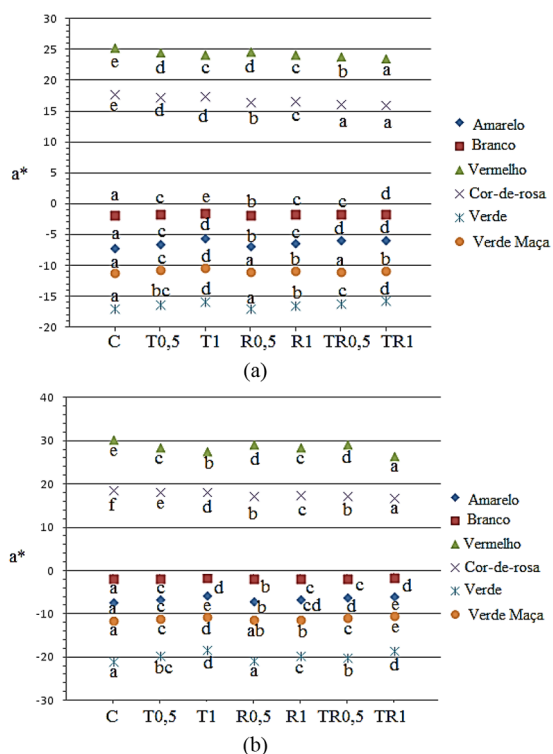 30
25
e d c d c b a
20
e d d b c a a
15
10
5
a*
a c e b c c d
0
a c d b c d d
-5
a c d a b a b
-10
a bc d a b c d
-15
-20
C T0,5 T1 R0,5 R1 TR0,5 TR1
Amarelo
Branco
Vermelho
Cor-de-rosa
Verde
Verde Maça
(a)
40
30
e c b d c d a
20
f e d b c b a
10
a*
0
a c d b c c d
a c e b cd d e
-10
a c d ab b c e
-20
a bc d a c b d
-30
C T0,5 T1 R0,5 R1 TR0,5 TR1
Amarelo
Branco
Vermelho
Cor-de-rosa
Verde
Verde Maça
(b)